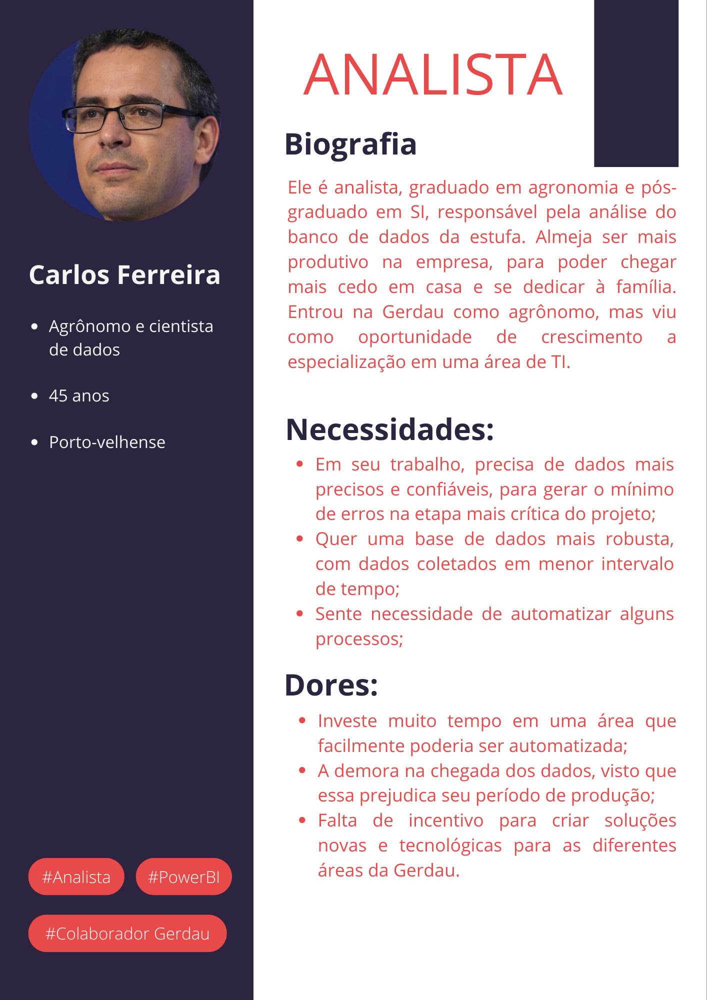 Carlos Ferreira
Agrônomo e cientista
de dados
45 anos
Porto-velhense
#Analista
#PowerBI
#Colaborador Gerdau
ANALISTA
Biografia
Ele é analista, graduado em agronomia e pós-
graduado em SI, responsável pela análise do
banco de dados da estufa. Almeja ser mais
produtivo na empresa, para poder chegar
mais cedo em casa e se dedicar à família.
Entrou na Gerdau como agrônomo, mas viu
como oportunidade de crescimento a
especialização em uma área de TI.
Necessidades:
Em seu trabalho, precisa de dados mais
precisos e confiáveis, para gerar o mínimo
de erros na etapa mais crítica do projeto;
Quer uma base de dados mais robusta,
com dados coletados em menor intervalo
de tempo;
Sente necessidade de automatizar alguns
processos;
Dores:
Investe muito tempo em uma área que
facilmente poderia ser automatizada;
A demora na chegada dos dados, visto que
essa prejudica seu período de produção;
Falta de incentivo para criar soluções
novas e tecnológicas para as diferentes
áreas da Gerdau.